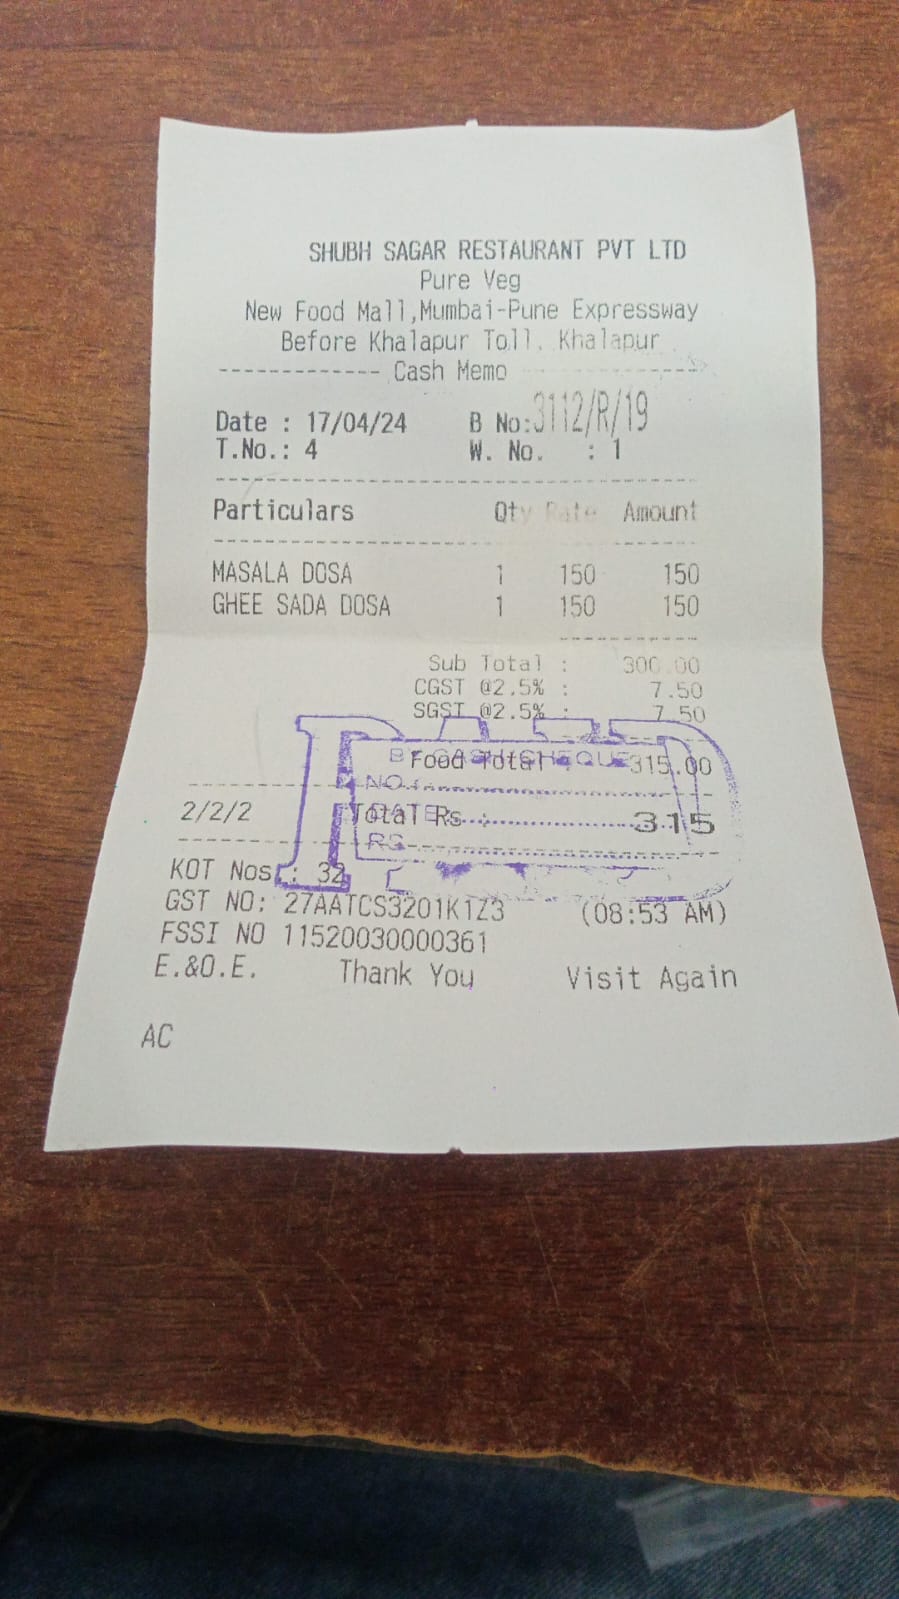 SHUBH SAGAR RESTAURANT PVT LTD
Pure Veg
New Food Mall,Mumbai-Pune Expressway
Before Khalapur Toll. Khalapur
------------- Cash Memo --------------
Date : 17/04/24 B No:3112/R/19
T.No.: 4 W. No. : 1
Particulars Qty Rate Amount
MASALA DOSA 1 150 150
GHEE SADA DOSA 1 150 150
Sub Total : 300.00
CGST @2.5% : 7.50
SGST @2.5% : 7.50
Food Total : 315.00
2/2/2 Total Rs : 315
PAID
BY CASH/CHEQUE
NO.
DATE
RS
KOT Nos. : 32
GST NO: 27AATCS3201K1Z3 (08:53 AM)
FSSI NO 11520030000361
E.&O.E. Thank You Visit Again
AC